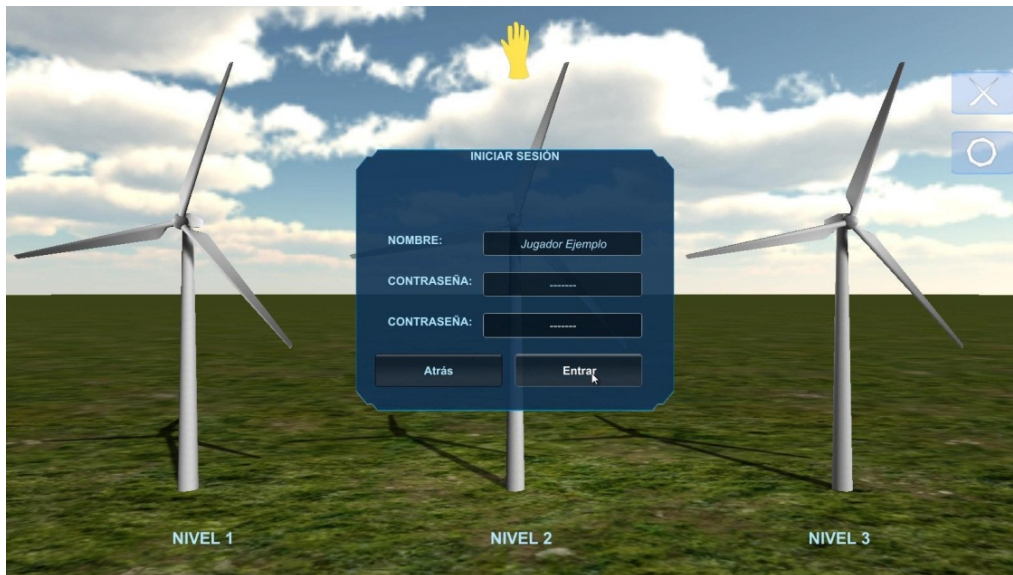 INICIAR SESIÓN
NOMBRE: Jugador Ejemplo
CONTRASEÑA: -------
CONTRASEÑA: -------
Atrás Entrar
NIVEL 1 NIVEL 2 NIVEL 3